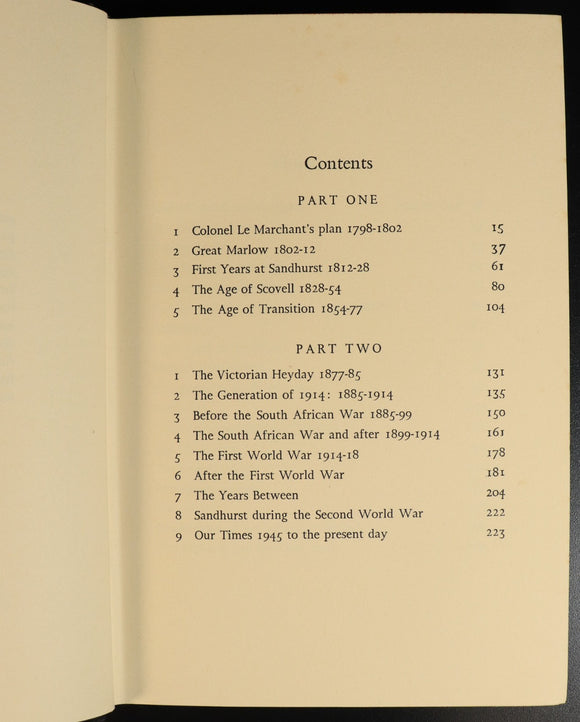 Contents
PART ONE
1 Colonel Le Marchant's plan 1798-1802 15
2 Great Marlow 1802-12 37
3 First Years at Sandhurst 1812-28 61
4 The Age of Scovell 1828-54 80
5 The Age of Transition 1854-77 104
PART TWO
1 The Victorian Heyday 1877-85 131
2 The Generation of 1914: 1885-1914 135
3 Before the South African War 1885-99 150
4 The South African War and after 1899-1914 161
5 The First World War 1914-18 178
6 After the First World War 181
7 The Years Between 204
8 Sandhurst during the Second World War 222
9 Our Times 1945 to the present day 223